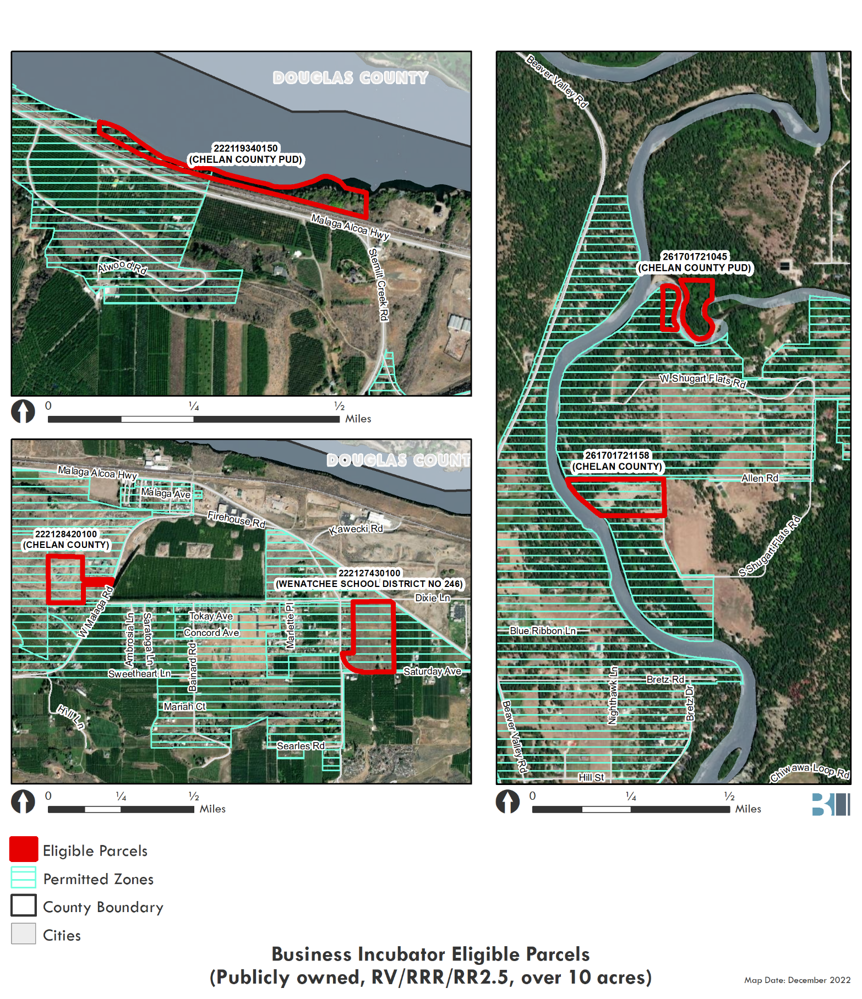 DOUGLAS COUNTY
222119340150
(CHELAN COUNTY PUD)
Malaga Alcoa Hwy
Atwood Rd
Stemilt Creek Rd
0 ¼ ½ Miles
DOUGLAS COUNT
Malaga Alcoa Hwy
Malaga Ave
Firehouse Rd
Kawecki Rd
222128420100
(CHELAN COUNTY)
222127430100
(WENATCHEE SCHOOL DISTRICT NO 246)
Dixie Ln
W Malaga Rd
Ambrosia Ln
Saratoga Ln
Tokay Ave
Concord Ave
Bainard Rd
Marlette Pl
Sweetheart Ln
Saturday Ave
Mariah Ct
Hill Ln
Searles Rd
0 ¼ ½ Miles
Beaver Valley Rd
261701721045
(CHELAN COUNTY PUD)
W Shugart Flats Rd
261701721158
(CHELAN COUNTY)
Allen Rd
S Shugart Flats Rd
Blue Ribbon Ln
Nighthawk Ln
Bretz Rd
Bretz Dr
Beaver Valley Rd
Hill St
Chiwawa Loop Rd
0 ¼ ½ Miles
Eligible Parcels
Permitted Zones
County Boundary
Cities
Business Incubator Eligible Parcels
(Publicly owned, RV/RRR/RR2.5, over 10 acres)
Map Date: December 2022